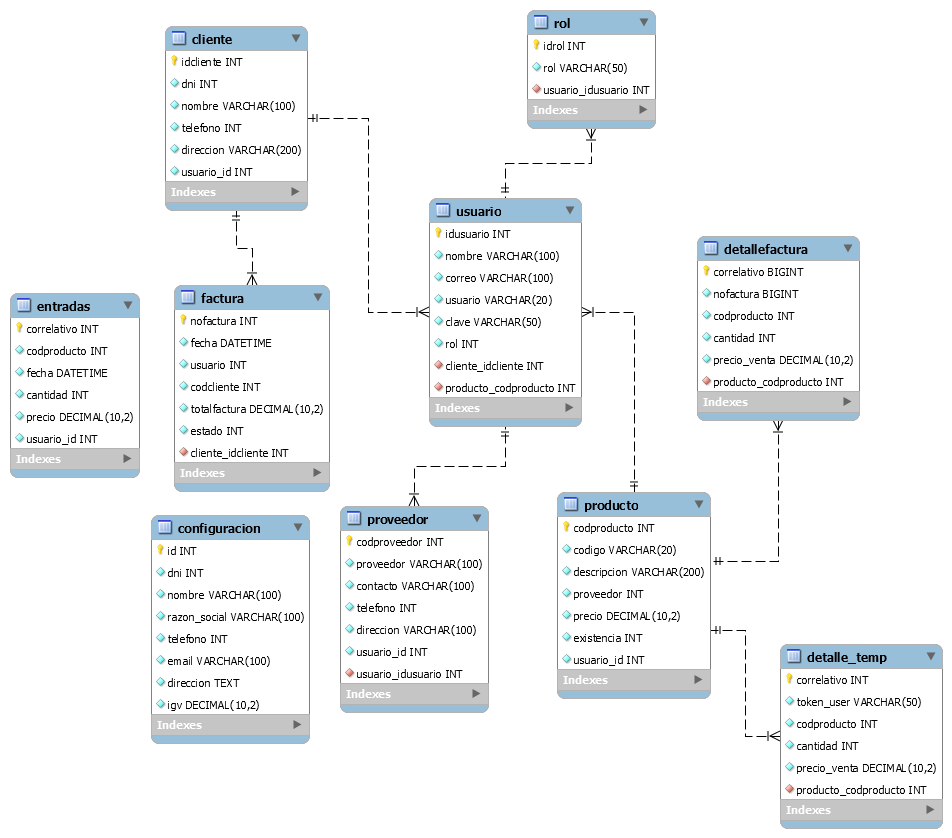 cliente
idcliente INT
dni INT
nombre VARCHAR(100)
telefono INT
direccion VARCHAR(200)
usuario_id INT
Indexes
rol
idrol INT
rol VARCHAR(50)
usuario_idusuario INT
Indexes
usuario
idusuario INT
nombre VARCHAR(100)
correo VARCHAR(100)
usuario VARCHAR(20)
clave VARCHAR(50)
rol INT
cliente_idcliente INT
producto_codproducto INT
Indexes
detallefactura
correlativo BIGINT
nofactura BIGINT
codproducto INT
cantidad INT
precio_venta DECIMAL(10,2)
producto_codproducto INT
Indexes
entradas
correlativo INT
codproducto INT
fecha DATETIME
cantidad INT
precio DECIMAL(10,2)
usuario_id INT
Indexes
factura
nofactura INT
fecha DATETIME
usuario INT
codcliente INT
totalfactura DECIMAL(10,2)
estado INT
cliente_idcliente INT
Indexes
configuracion
id INT
dni INT
nombre VARCHAR(100)
razon_social VARCHAR(100)
telefono INT
email VARCHAR(100)
direccion TEXT
igv DECIMAL(10,2)
Indexes
proveedor
codproveedor INT
proveedor VARCHAR(100)
contacto VARCHAR(100)
telefono INT
direccion VARCHAR(100)
usuario_id INT
usuario_idusuario INT
Indexes
producto
codproducto INT
codigo VARCHAR(20)
descripcion VARCHAR(200)
proveedor INT
precio DECIMAL(10,2)
existencia INT
usuario_id INT
Indexes
detalle_temp
correlativo INT
token_user VARCHAR(50)
codproducto INT
cantidad INT
precio_venta DECIMAL(10,2)
producto_codproducto INT
Indexes